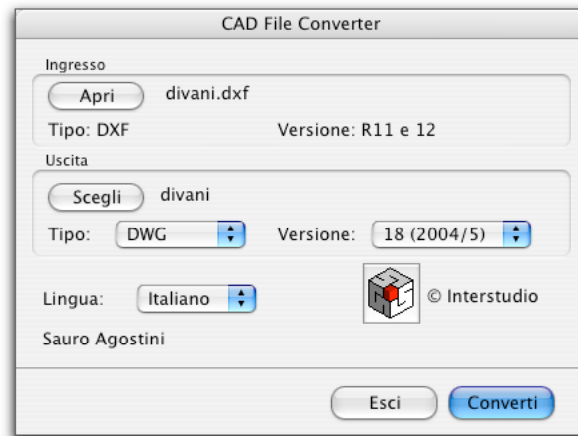 CAD File Converter
Ingresso
Apri divani.dxf
Tipo: DXF Versione: R11 e 12
Uscita
Scegli divani
Tipo: DWG Versione: 18 (2004/5)
Lingua: Italiano © Interstudio
Sauro Agostini
Esci Converti